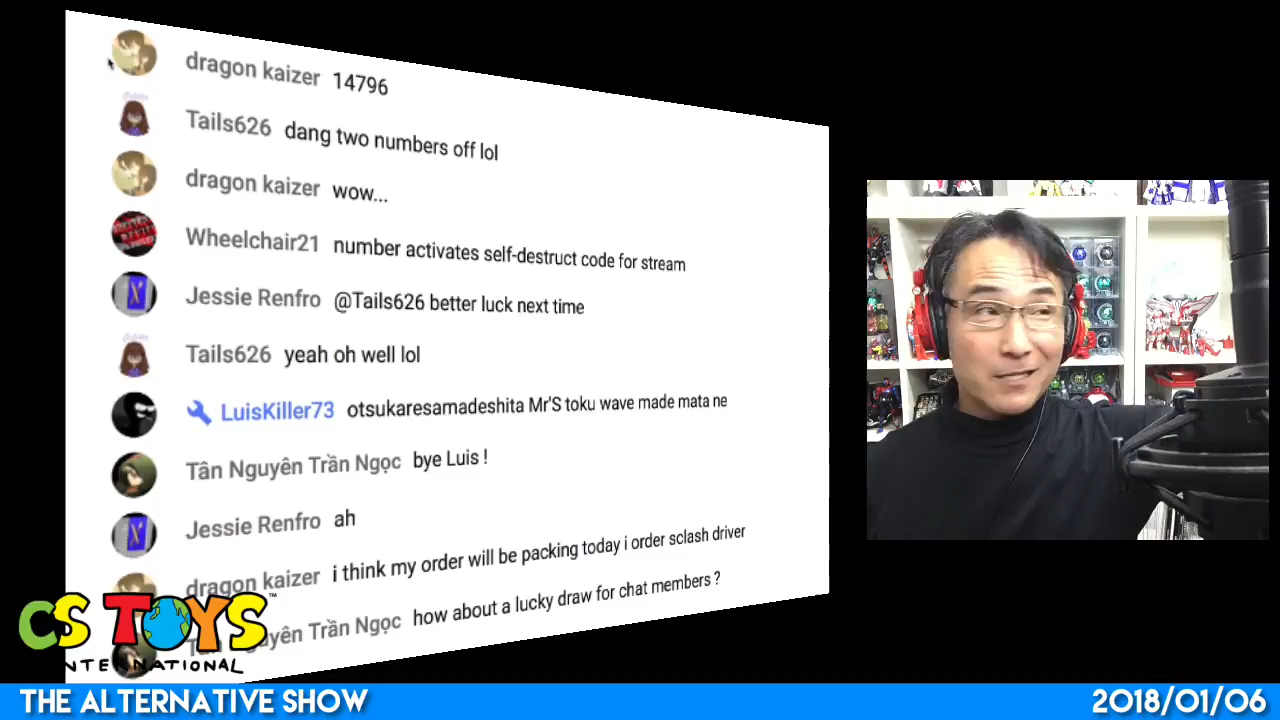 dragon kaizer 14796
Tails626 dang two numbers off lol
dragon kaizer wow...
Wheelchair21 number activates self-destruct code for stream
Jessie Renfro @Tails626 better luck next time
Tails626 yeah oh well lol
LuisKiller73 otsukaresamadeshita Mr'S toku wave made mata ne
Tân Nguyên Trần Ngọc bye Luis !
Jessie Renfro ah
dragon kaizer i think my order will be packing today i order sclash driver
Nguyên Trần Ngọc how about a lucky draw for chat members ?
CS TOYS™
INTERNATIONAL
THE ALTERNATIVE SHOW
2018/01/06